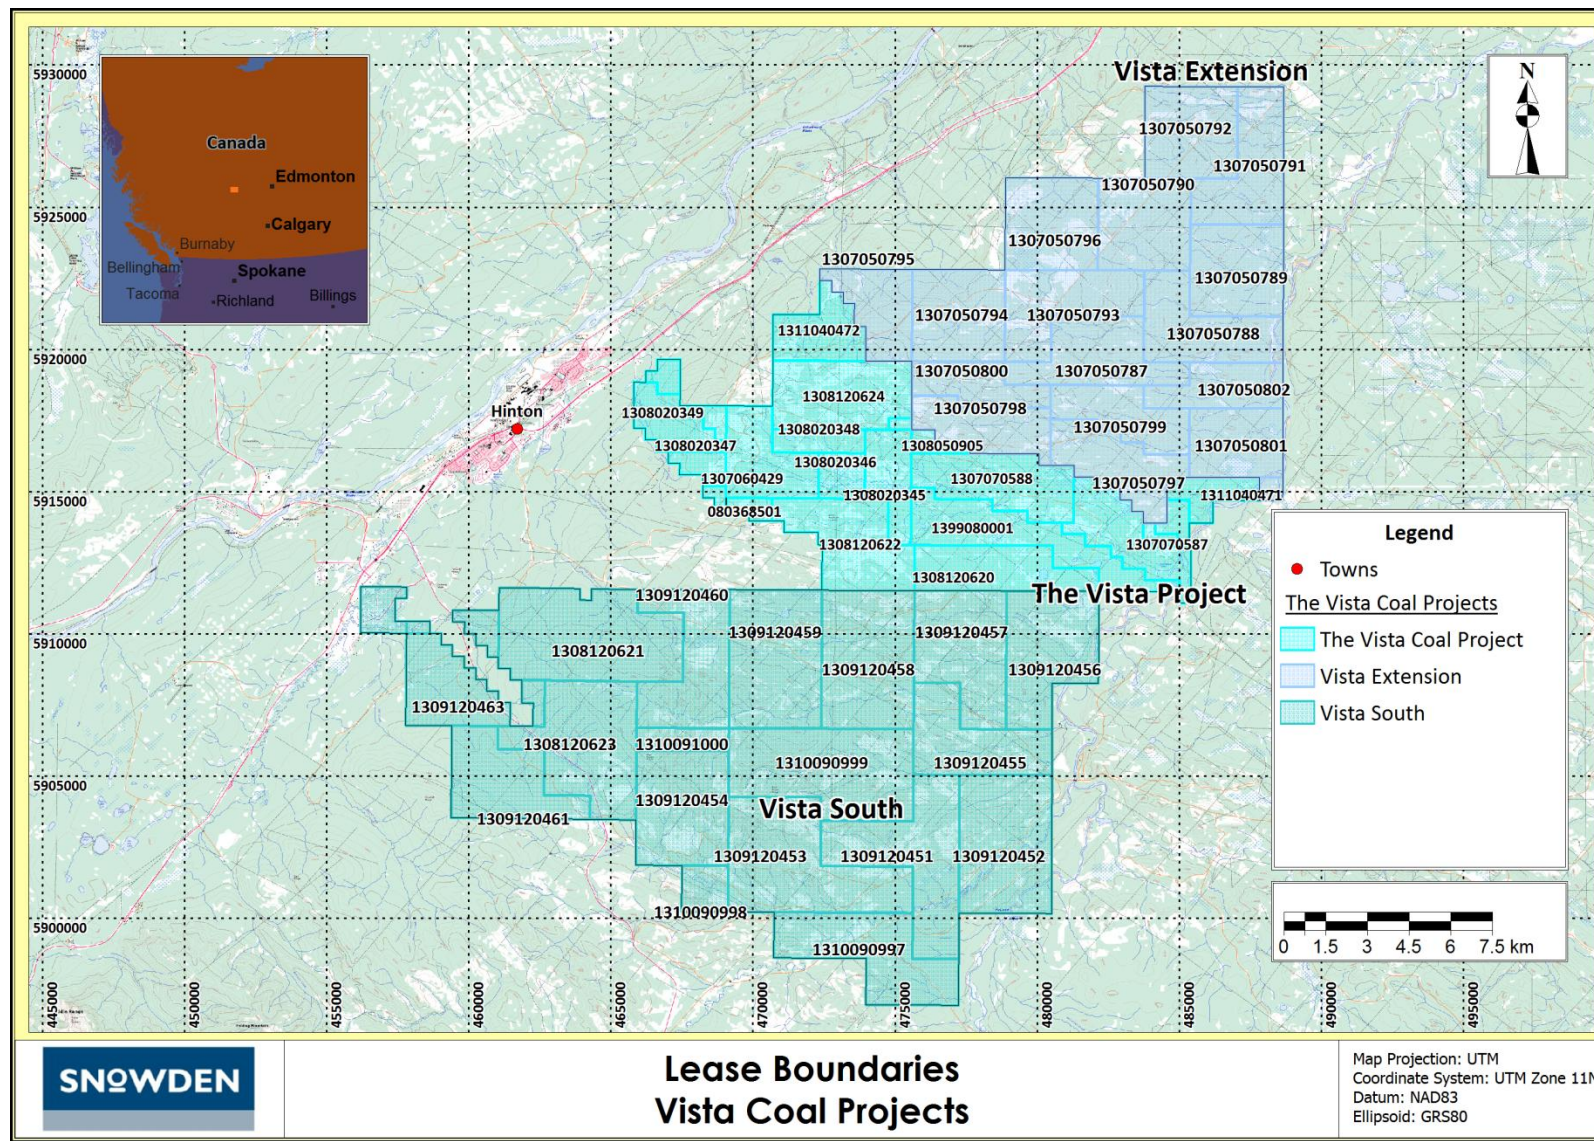 Vista Extension
N
5930000
5925000
5920000
5915000
5910000
5905000
5900000
Canada
Edmonton
Calgary
Burnaby
Bellingham
Spokane
Tacoma
Richland
Billings
1307050792
1307050791
1307050790
1307050796
1307050795
1307050789
1307050794
1307050793
1311040472
1307050788
1307050800
1307050787
1307050802
1308120624
Hinton
1308020349
1307050798
1308020348
1307050799
1308020347
1308050905
1307050801
1308020346
1307060429
1307070588
1307050797
1308020345
1311040471
080368501
1399080001
1308120622
1307070587
1308120620
The Vista Project
1309120460
1309120459
1309120457
1308120621
1309120458
1309120456
1309120463
1308120623
1310091000
1310090999
1309120455
1309120454
Vista South
1309120461
1309120453
1309120451
1309120452
1310090998
1310090997
445000
450000
455000
460000
465000
470000
475000
480000
485000
490000
495000
Legend
Towns
The Vista Coal Projects
The Vista Coal Project
Vista Extension
Vista South
0 1.5 3 4.5 6 7.5 km
SNOWDEN
Lease Boundaries
Vista Coal Projects
Map Projection: UTM
Coordinate System: UTM Zone 11N
Datum: NAD83
Ellipsoid: GRS80